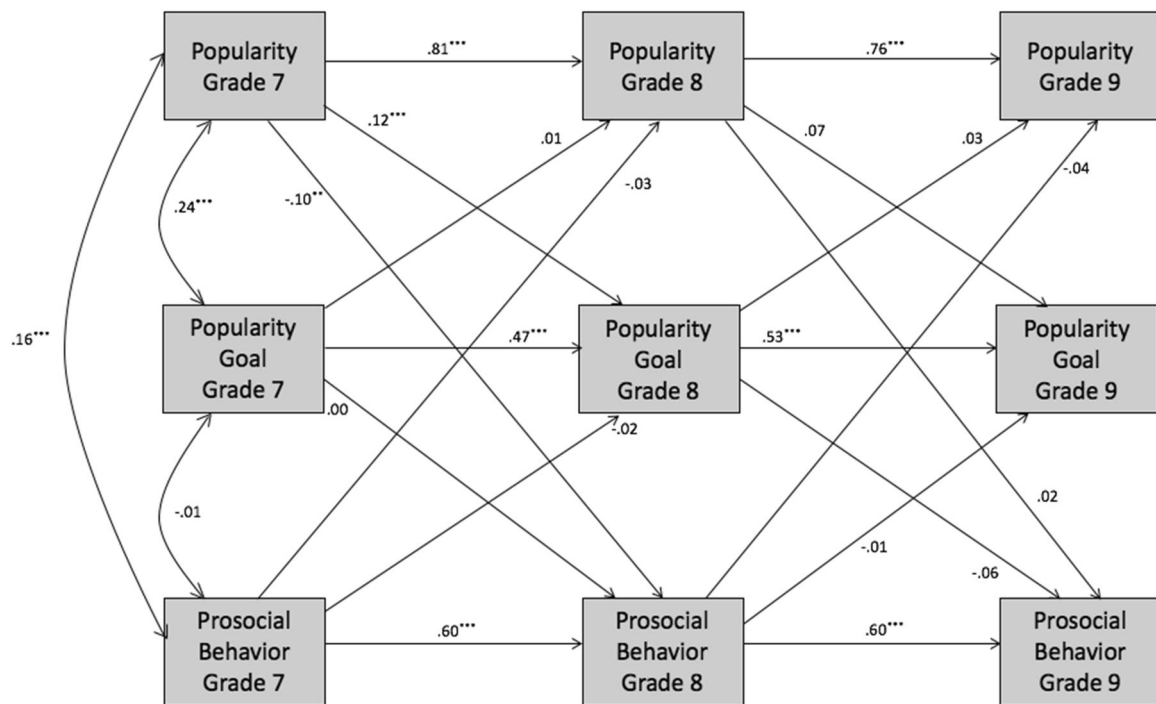 Popularity
Grade 7
.81***
Popularity
Grade 8
.76***
Popularity
Grade 9
.12***
.01
.07
.03
-.10**
-.03
-.04
.24***
.16***
Popularity
Goal
Grade 7
.47***
Popularity
Goal
Grade 8
.53***
Popularity
Goal
Grade 9
.00
-.02
-.01
.02
-.01
-.06
Prosocial
Behavior
Grade 7
.60***
Prosocial
Behavior
Grade 8
.60***
Prosocial
Behavior
Grade 9